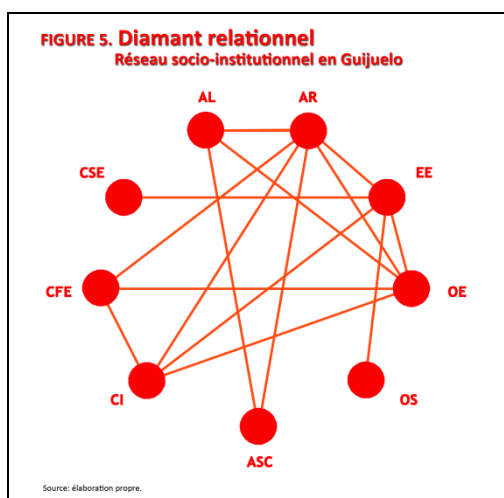 FIGURE 5. Diamant relationnel
Réseau socio-institutionnel en Guijuelo
AL
AR
CSE
EE
CFE
OE
CI
OS
ASC
Source: élaboration propre.